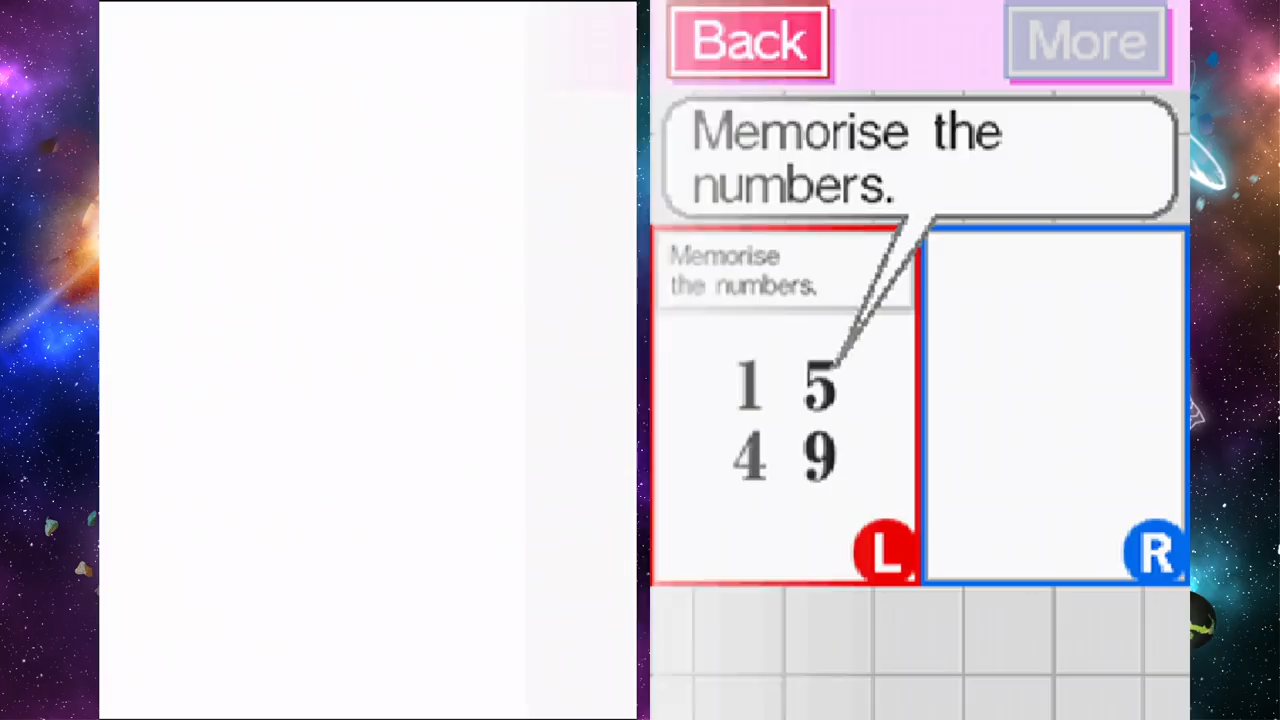 Back More
Memorise the
numbers.
Memorise
the numbers.
1 5
4 9
L R